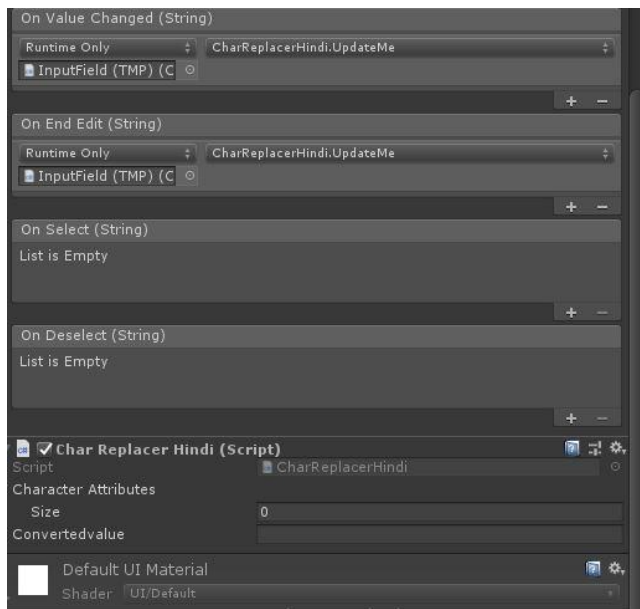 On Value Changed (String)
Runtime Only CharReplacerHindi.UpdateMe
InputField (TMP) (C
On End Edit (String)
Runtime Only CharReplacerHindi.UpdateMe
InputField (TMP) (C
On Select (String)
List is Empty
On Deselect (String)
List is Empty
Char Replacer Hindi (Script)
Script CharReplacerHindi
Character Attributes
Size 0
Convertedvalue
Default UI Material
Shader UI/Default